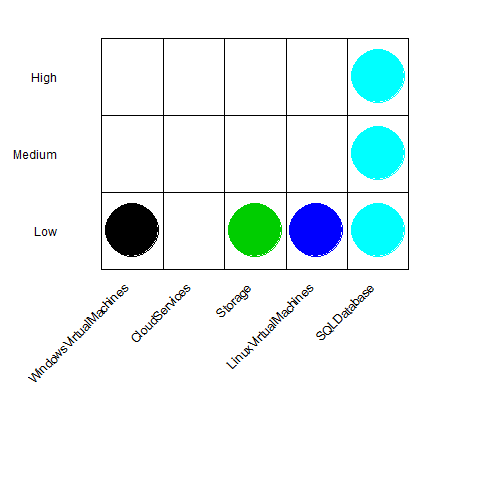 High
Medium
Low
WindowsVirtualMachines
CloudServices
Storage
LinuxVirtualMachines
SQLDatabase